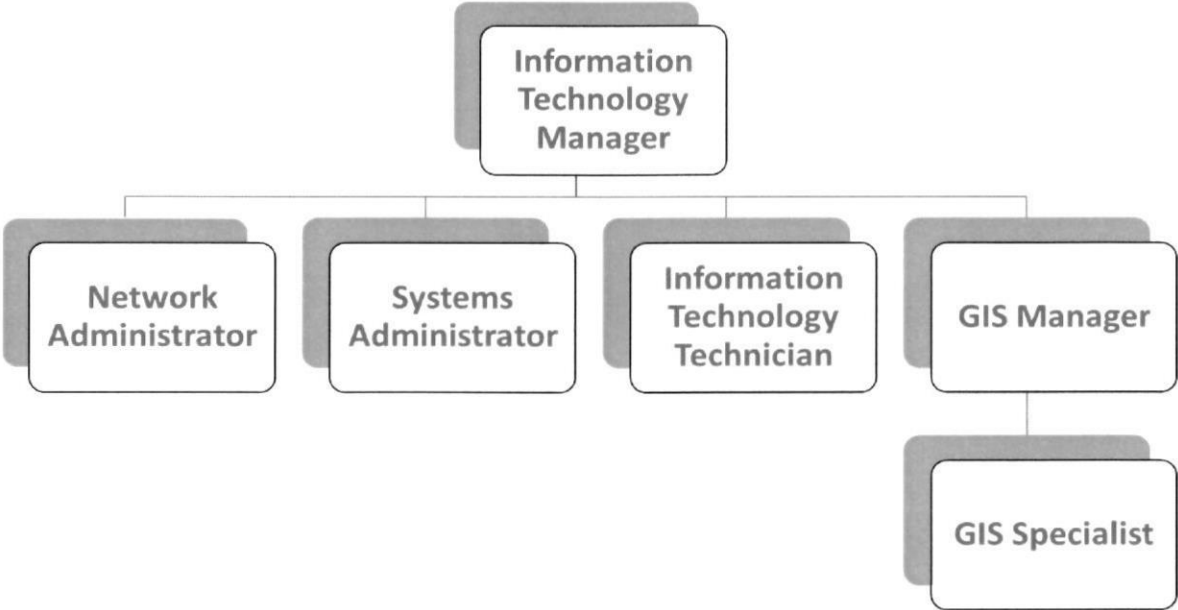 Information
Technology
Manager
Network
Administrator
Systems
Administrator
Information
Technology
Technician
GIS Manager
GIS Specialist